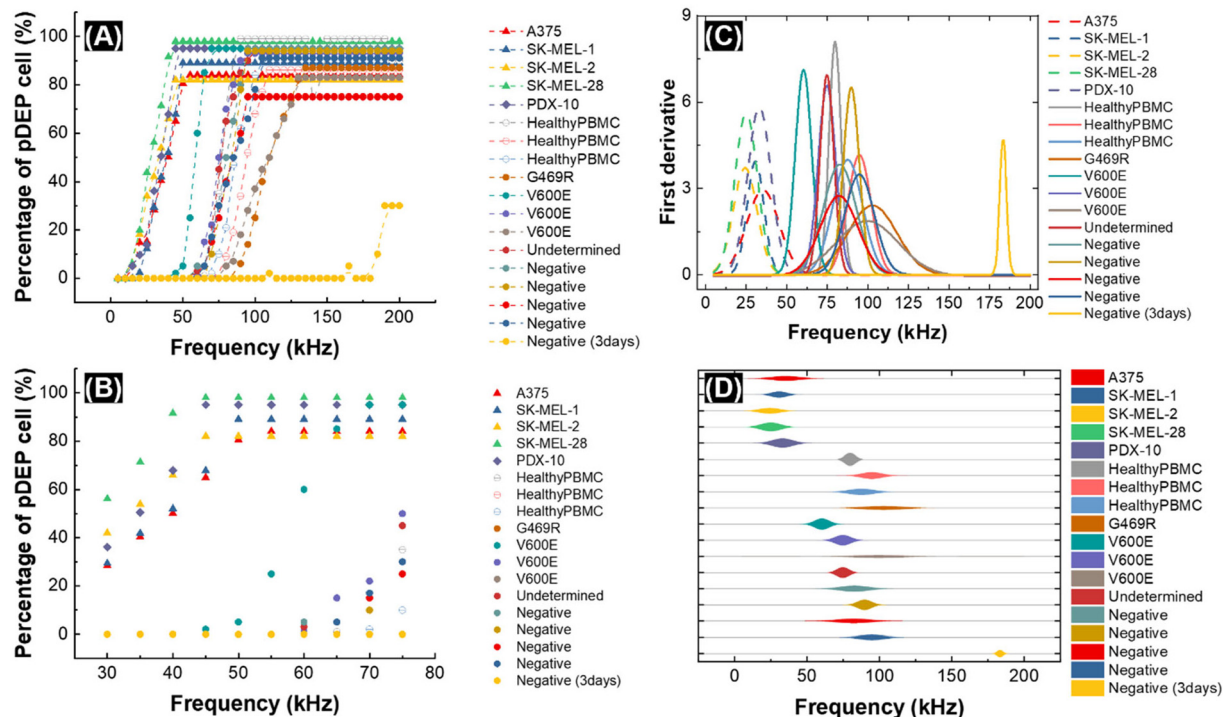 (A)
Percentage of pDEP cell (%)
100
80
60
40
20
0
0
50
100
150
200
Frequency (kHz)
A375
SK-MEL-1
SK-MEL-2
SK-MEL-28
PDX-10
HealthyPBMC
HealthyPBMC
HealthyPBMC
G469R
V600E
V600E
V600E
Undetermined
Negative
Negative
Negative
Negative
Negative (3days)
(C)
First derivative
9
6
3
0
0
25
50
75
100
125
150
175
200
Frequency (kHz)
A375
SK-MEL-1
SK-MEL-2
SK-MEL-28
PDX-10
HealthyPBMC
HealthyPBMC
HealthyPBMC
G469R
V600E
V600E
V600E
Undetermined
Negative
Negative
Negative
Negative
Negative (3days)
(B)
Percentage of pDEP cell (%)
100
80
60
40
20
0
30
40
50
60
70
80
Frequency (kHz)
A375
SK-MEL-1
SK-MEL-2
SK-MEL-28
PDX-10
HealthyPBMC
HealthyPBMC
HealthyPBMC
G469R
V600E
V600E
V600E
Undetermined
Negative
Negative
Negative
Negative
Negative (3days)
(D)
0
50
100
150
200
Frequency (kHz)
A375
SK-MEL-1
SK-MEL-2
SK-MEL-28
PDX-10
HealthyPBMC
HealthyPBMC
HealthyPBMC
G469R
V600E
V600E
V600E
Undetermined
Negative
Negative
Negative
Negative
Negative (3days)